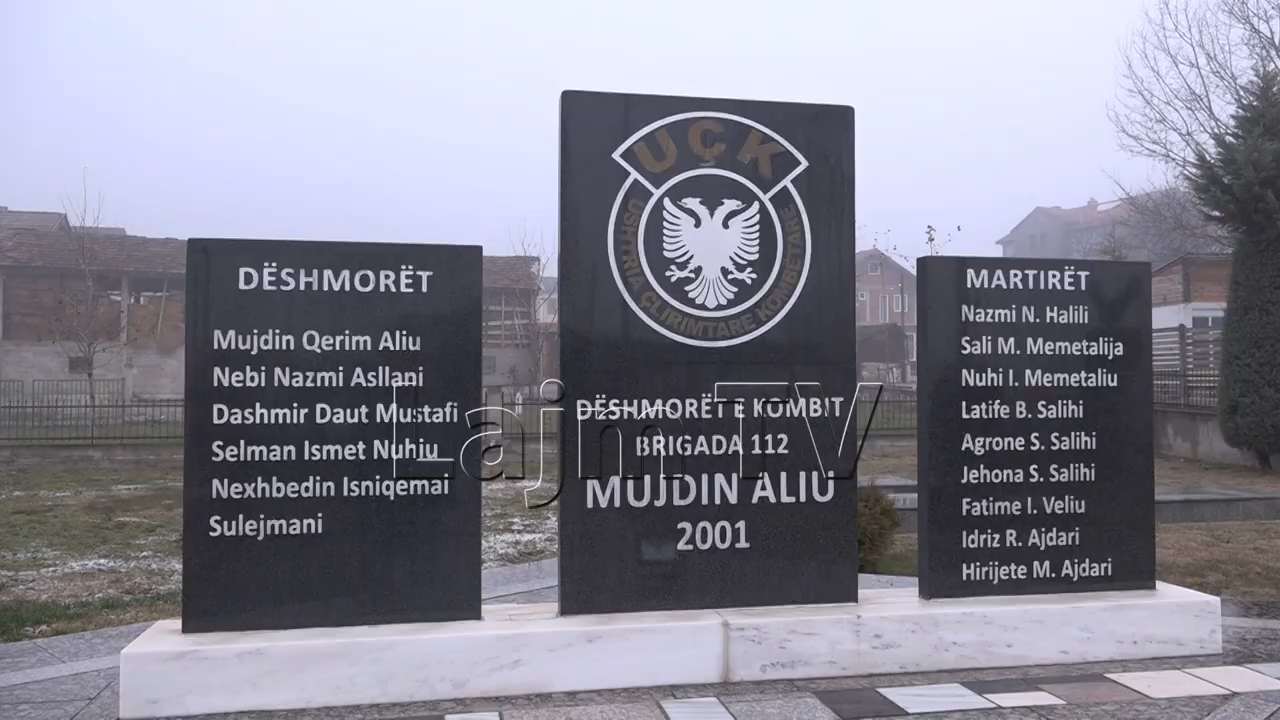 DËSHMORËT
Mujdin Qerim Aliu
Nebi Nazmi Asllani
Dashmir Daut Mustafi
Selman Ismet Nuhiu
Nexhbedin Isniqemai
Sulejmani
UÇK
USHTRIA ÇLIRIMTARE KOMBETARE
DËSHMORËT E KOMBIT
BRIGADA 112
MUJDIN ALIU
2001
MARTIRËT
Nazmi N. Halili
Sali M. Memetalija
Nuhi I. Memetaliu
Latife B. Salihi
Agrone S. Salihi
Jehona S. Salihi
Fatime I. Veliu
Idriz R. Ajdari
Hirijete M. Ajdari
Lajm TV